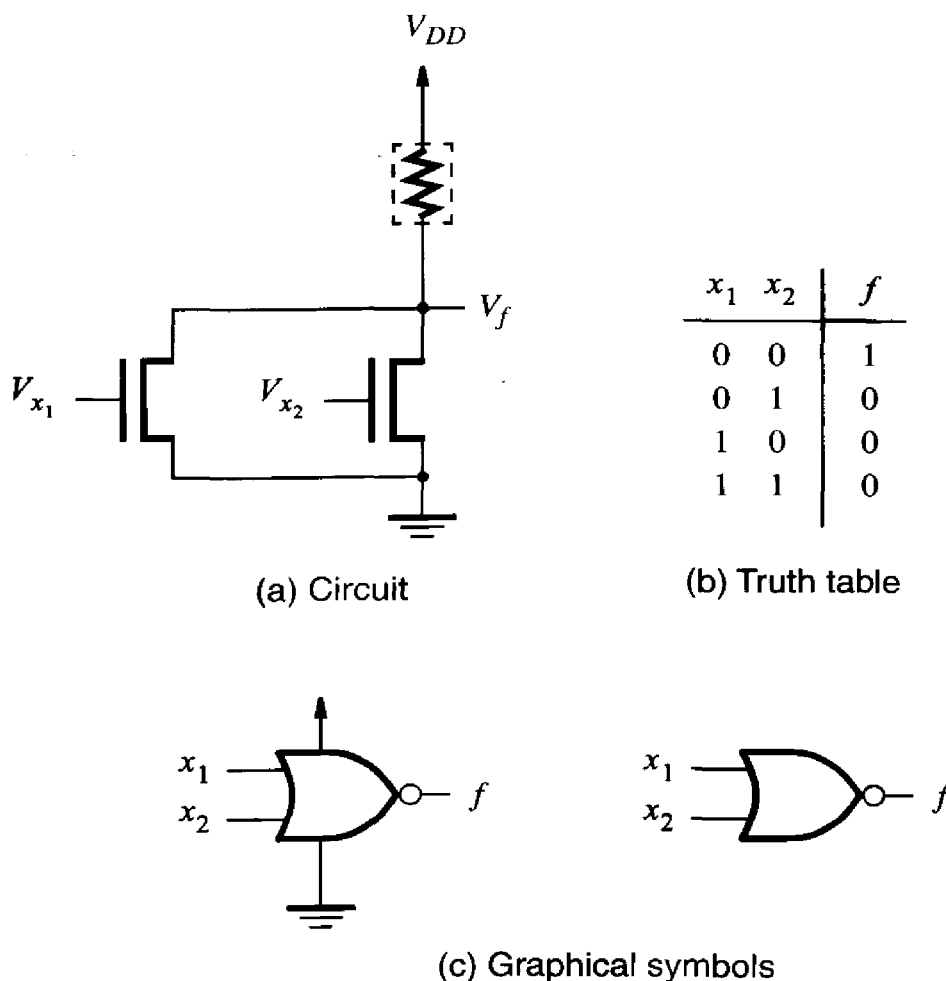 V_DD
V_f
V_x1
V_x2
x1 x2 f
0 0 1
0 1 0
1 0 0
1 1 0
(a) Circuit
(b) Truth table
x1
x2
f
x1
x2
f
(c) Graphical symbols